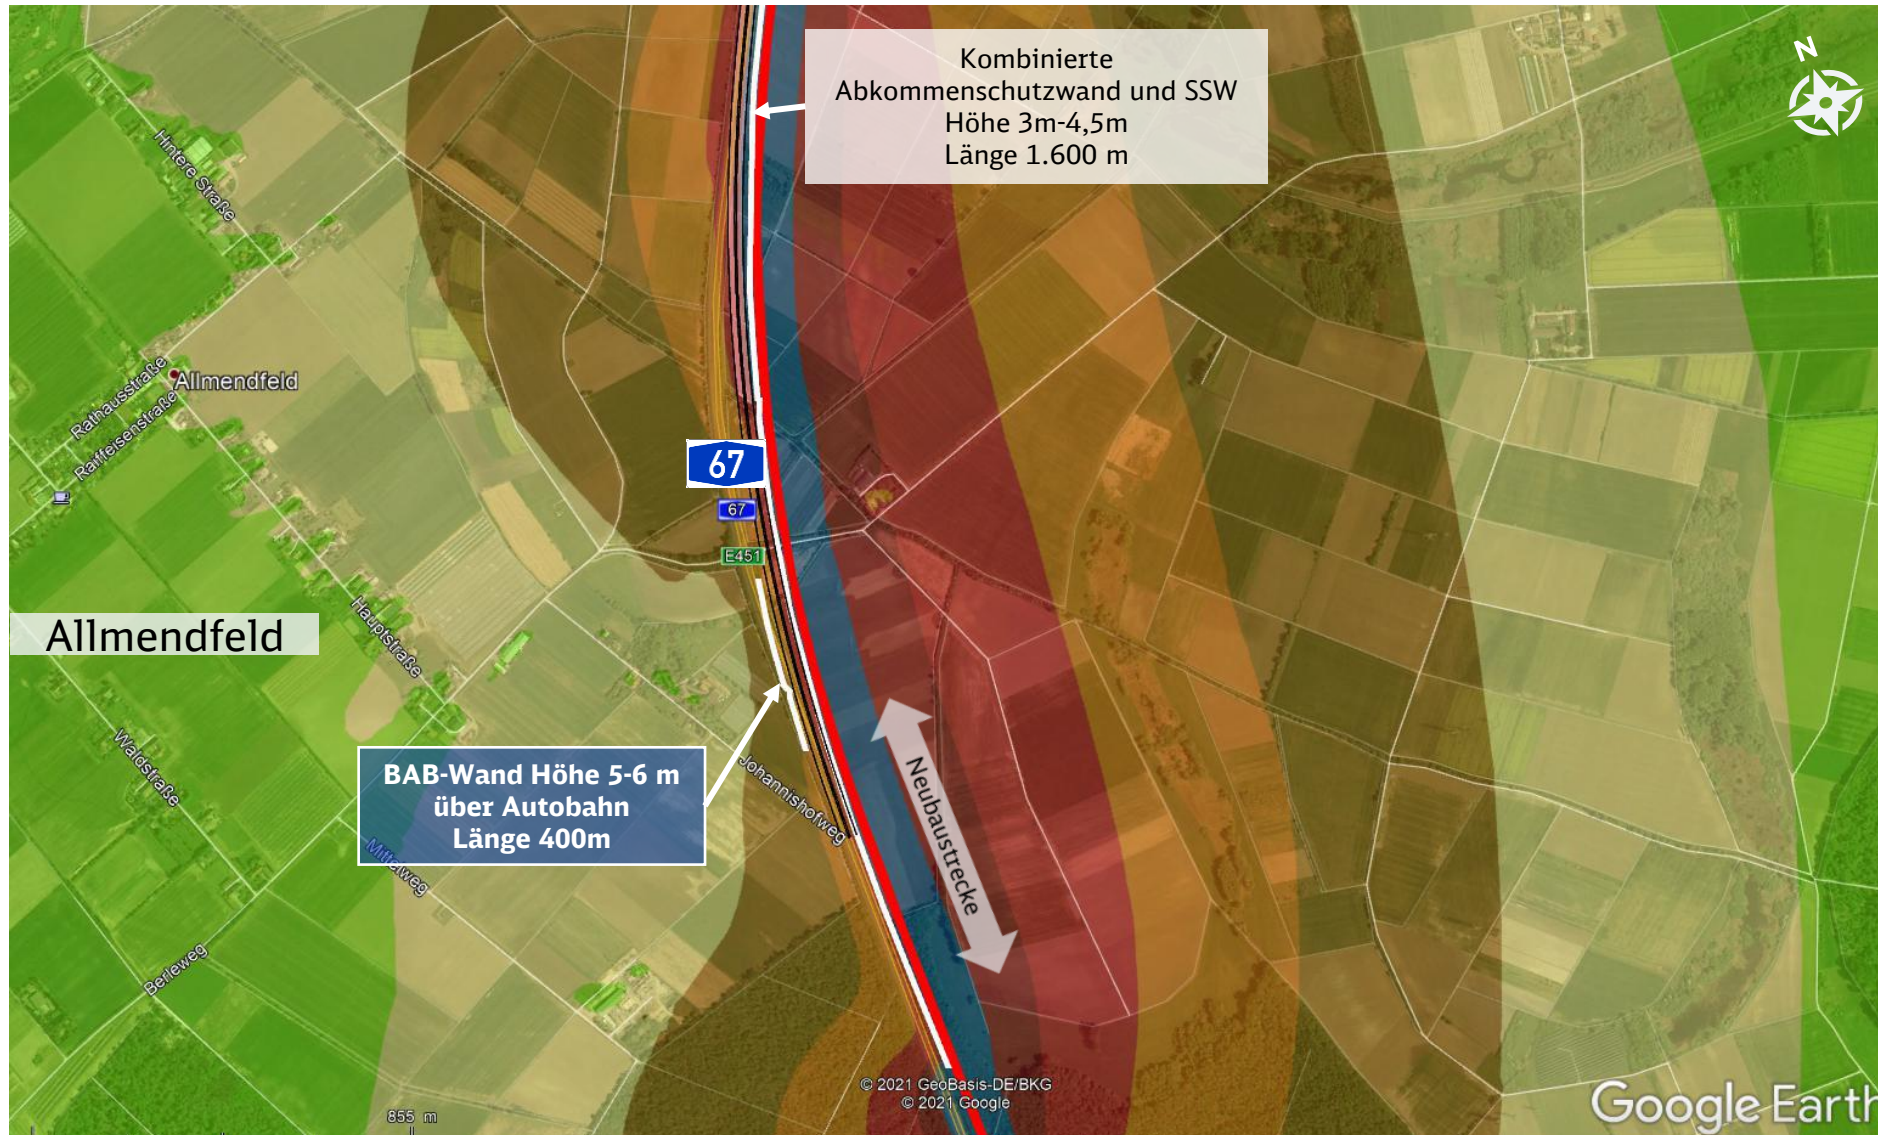 Kombinierte
Abkommenschutzwand und SSW
Höhe 3m-4,5m
Länge 1.600 m
N
Hintere Straße
Allmendfeld
Rathausstraße
Raiffeisenstraße
67
67
E451
Allmendfeld
Hauptstraße
Waldstraße
BAB-Wand Höhe 5-6 m
über Autobahn
Länge 400m
Johannishofweg
Neubaustrecke
Mittelweg
Berleweg
© 2021 GeoBasis-DE/BKG
© 2021 Google
855 m
Google Earth